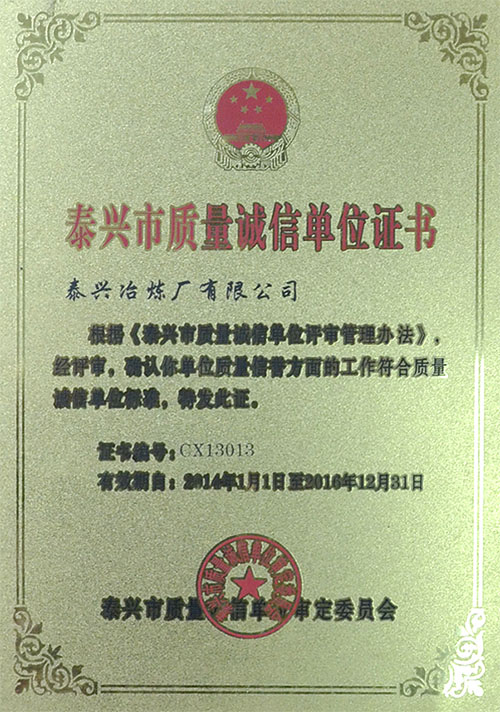 泰兴市质量诚信单位证书
泰兴冶炼厂有限公司
根据《泰兴市质量诚信单位评审管理办法》，
经评审，确认你单位质量信誉方面的工作符合质量
诚信单位标准，特发此证。
证书编号：CX13013
有效期自：2014年1月1日至2016年12月31日
泰兴市质量 信单 审定委员会